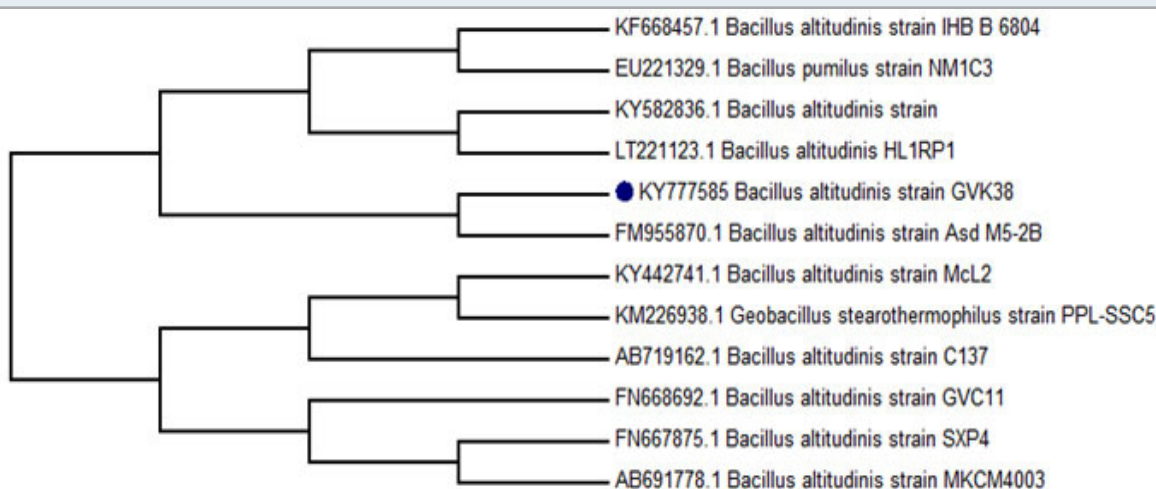 KF668457.1 Bacillus altitudinis strain IHB B 6804
EU221329.1 Bacillus pumilus strain NM1C3
KY582836.1 Bacillus altitudinis strain
LT221123.1 Bacillus altitudinis HL1RP1
KY777585 Bacillus altitudinis strain GVK38
FM955870.1 Bacillus altitudinis strain Asd M5-2B
KY442741.1 Bacillus altitudinis strain McL2
KM226938.1 Geobacillus stearothermophilus strain PPL-SSC5
AB719162.1 Bacillus altitudinis strain C137
FN668692.1 Bacillus altitudinis strain GVC11
FN667875.1 Bacillus altitudinis strain SXP4
AB691778.1 Bacillus altitudinis strain MKCM4003